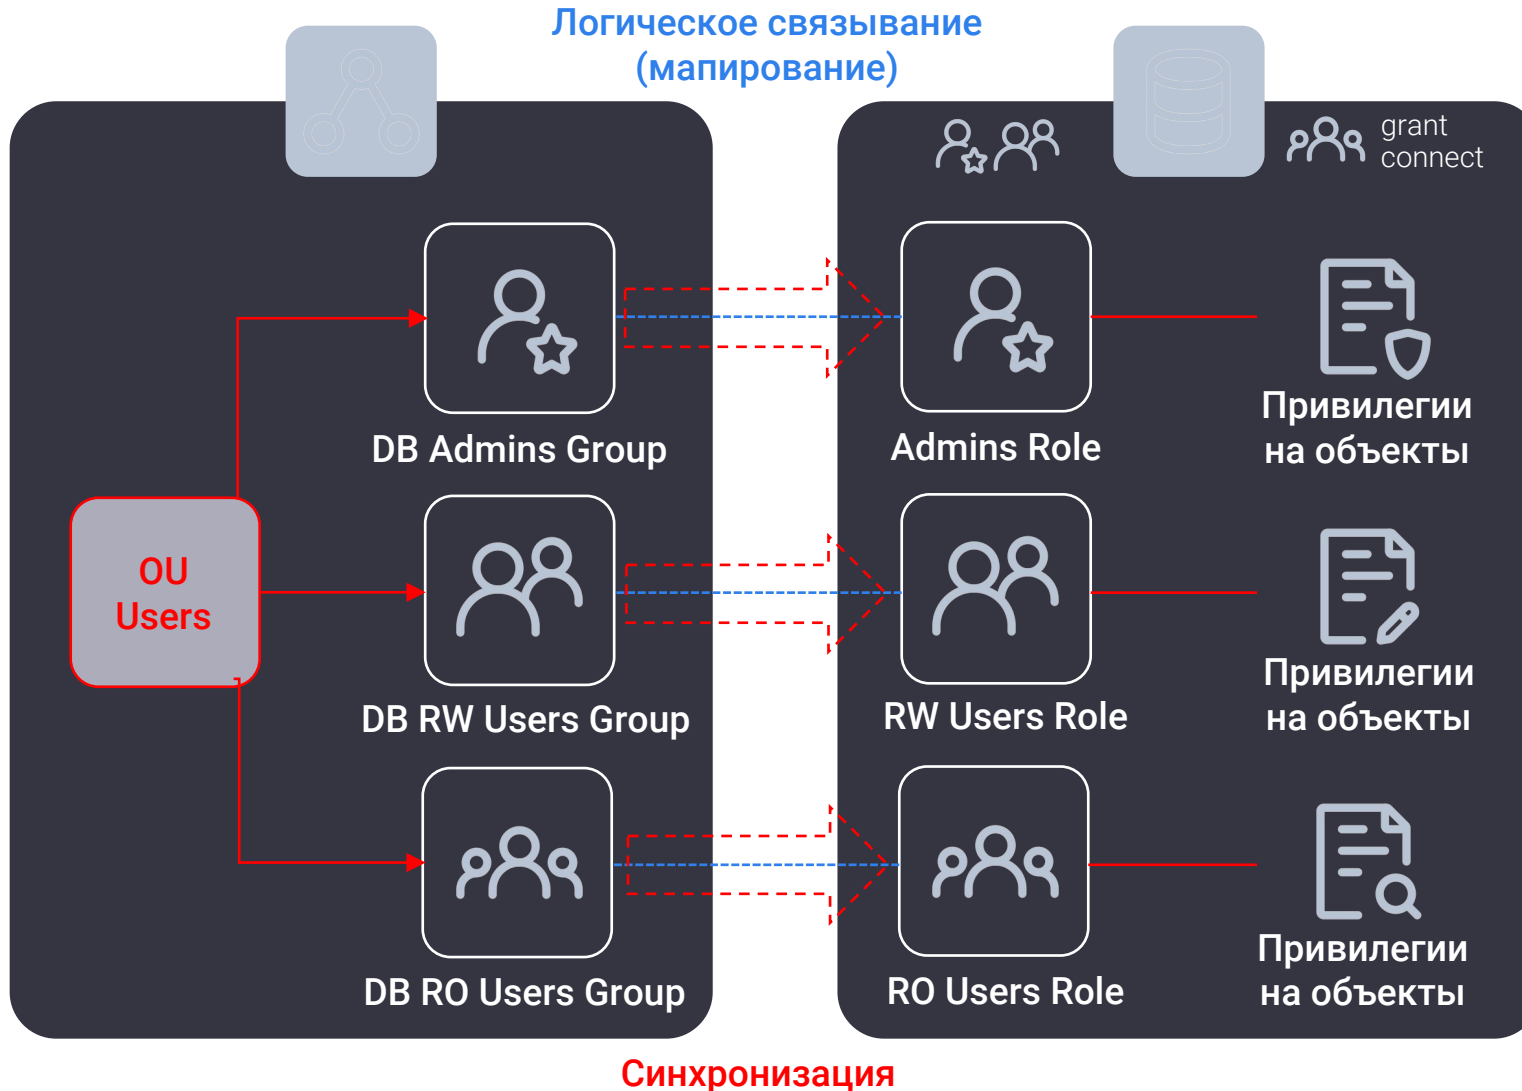 Логическое связывание
(мапирование)
grant
connect
DB Admins Group
Admins Role
Привилегии
на объекты
OU
Users
DB RW Users Group
RW Users Role
Привилегии
на объекты
DB RO Users Group
RO Users Role
Привилегии
на объекты
Синхронизация